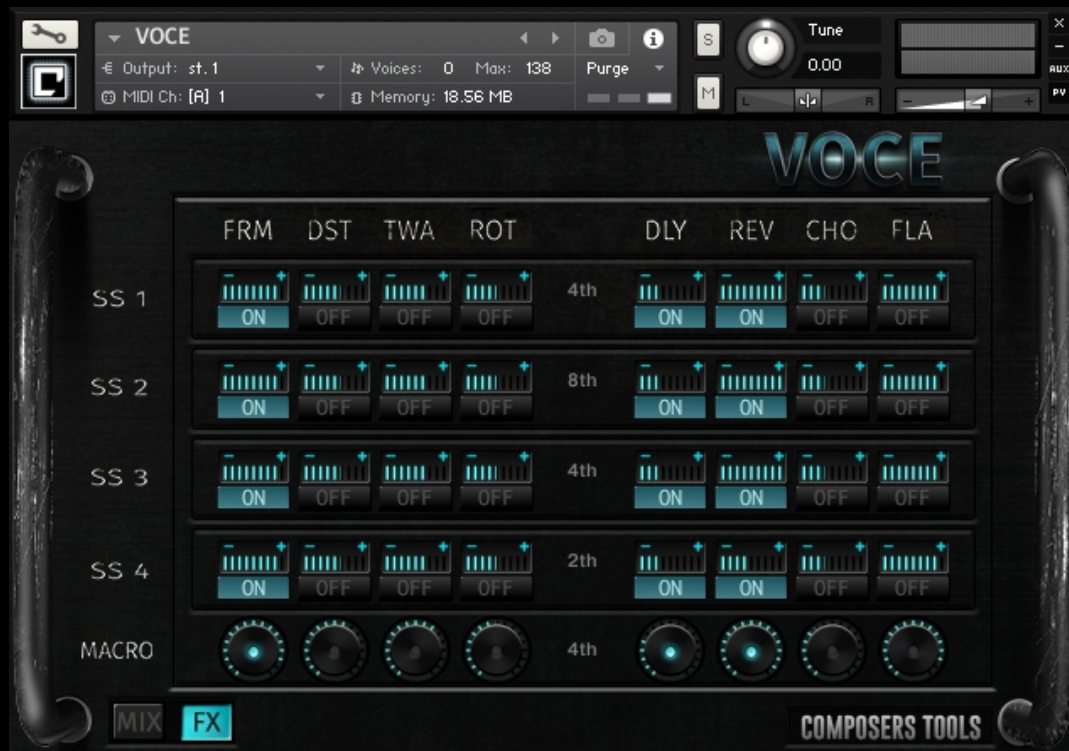 VOCE
Output: st.1
Voices: 0 Max: 138
Purge
MIDI Ch: [A] 1
Memory: 18.56 MB
S
M
Tune
0.00
L R
- +
X
-
AUX
PV
VOCE
FRM DST TWA ROT DLY REV CHO FLA
SS 1
- + - + - + - + 4th - + - + - + - +
ON OFF OFF OFF ON ON OFF OFF
SS 2
- + - + - + - + 8th - + - + - + - +
ON OFF OFF OFF ON ON OFF OFF
SS 3
- + - + - + - + 4th - + - + - + - +
ON OFF OFF OFF ON ON OFF OFF
SS 4
- + - + - + - + 2th - + - + - + - +
ON OFF OFF OFF ON ON OFF OFF
MACRO 4th
MIX FX
COMPOSERS TOOLS